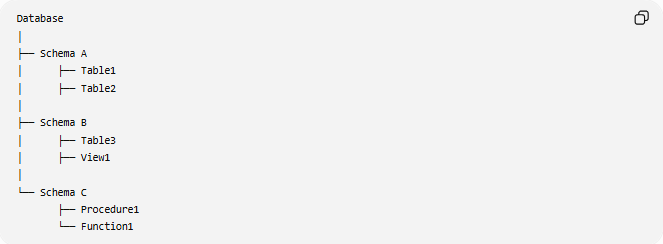 Database
│
├── Schema A
│     ├── Table1
│     ├── Table2
│
├── Schema B
│     ├── Table3
│     ├── View1
│
└── Schema C
      ├── Procedure1
      └── Function1